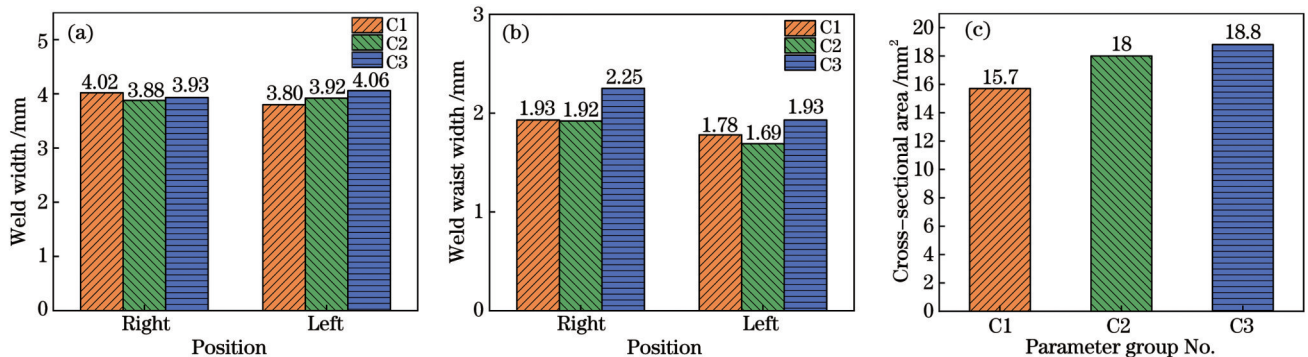 (a)
C1
C2
C3
5
4
3
2
1
0
Weld width /mm
4.02
3.88
3.93
3.80
3.92
4.06
Right
Left
Position
(b)
C1
C2
C3
3
2
1
0
Weld waist width /mm
1.93
1.92
2.25
1.78
1.69
1.93
Right
Left
Position
(c)
20
18
16
14
12
10
8
6
4
2
0
Cross-sectional area /mm²
15.7
18
18.8
C1
C2
C3
Parameter group No.